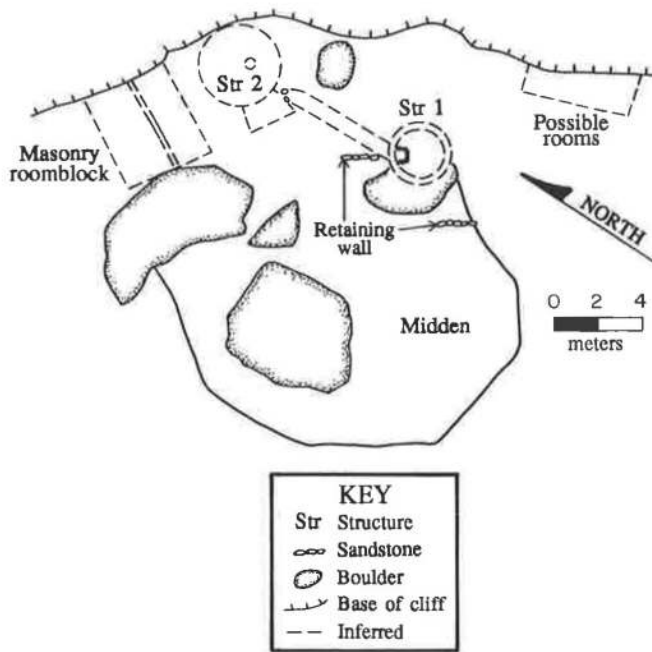 Str 2
Str 1
Possible
rooms
Masonry
roomblock
Retaining
wall
NORTH
0 2 4
meters
Midden
KEY
Str Structure
Sandstone
Boulder
Base of cliff
Inferred